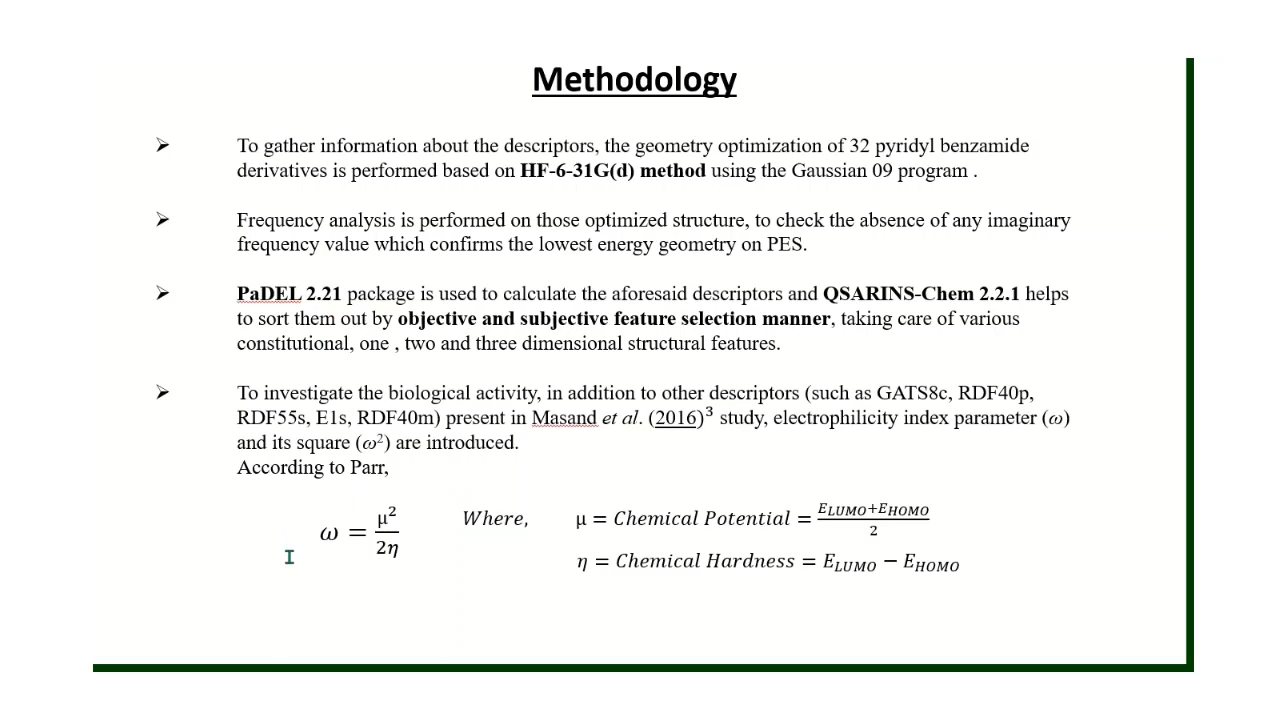 Methodology
➢ To gather information about the descriptors, the geometry optimization of 32 pyridyl benzamide
derivatives is performed based on HF-6-31G(d) method using the Gaussian 09 program .
➢ Frequency analysis is performed on those optimized structure, to check the absence of any imaginary
frequency value which confirms the lowest energy geometry on PES.
➢ PaDEL 2.21 package is used to calculate the aforesaid descriptors and QSARINS-Chem 2.2.1 helps
to sort them out by objective and subjective feature selection manner, taking care of various
constitutional, one , two and three dimensional structural features.
➢ To investigate the biological activity, in addition to other descriptors (such as GATS8c, RDF40p,
RDF55s, E1s, RDF40m) present in Masand et al. (2016)³ study, electrophilicity index parameter (ω)
and its square (ω²) are introduced.
According to Parr,
ω = μ²/2η Where, μ = Chemical Potential = (E_LUMO+E_HOMO)/2
η = Chemical Hardness = E_LUMO − E_HOMO